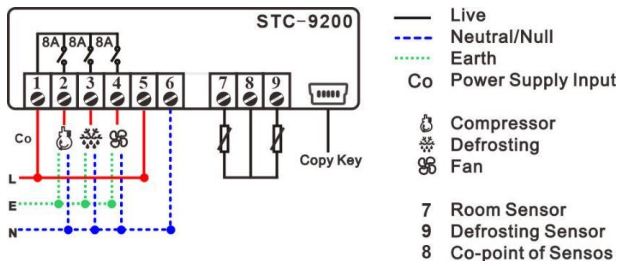 STC-9200
8A 8A 8A
1 2 3 4 5 6 7 8 9
Co
Copy Key
L
E
N
Live
Neutral/Null
Earth
Co Power Supply Input
Compressor
Defrosting
Fan
7 Room Sensor
9 Defrosting Sensor
8 Co-point of Sensos